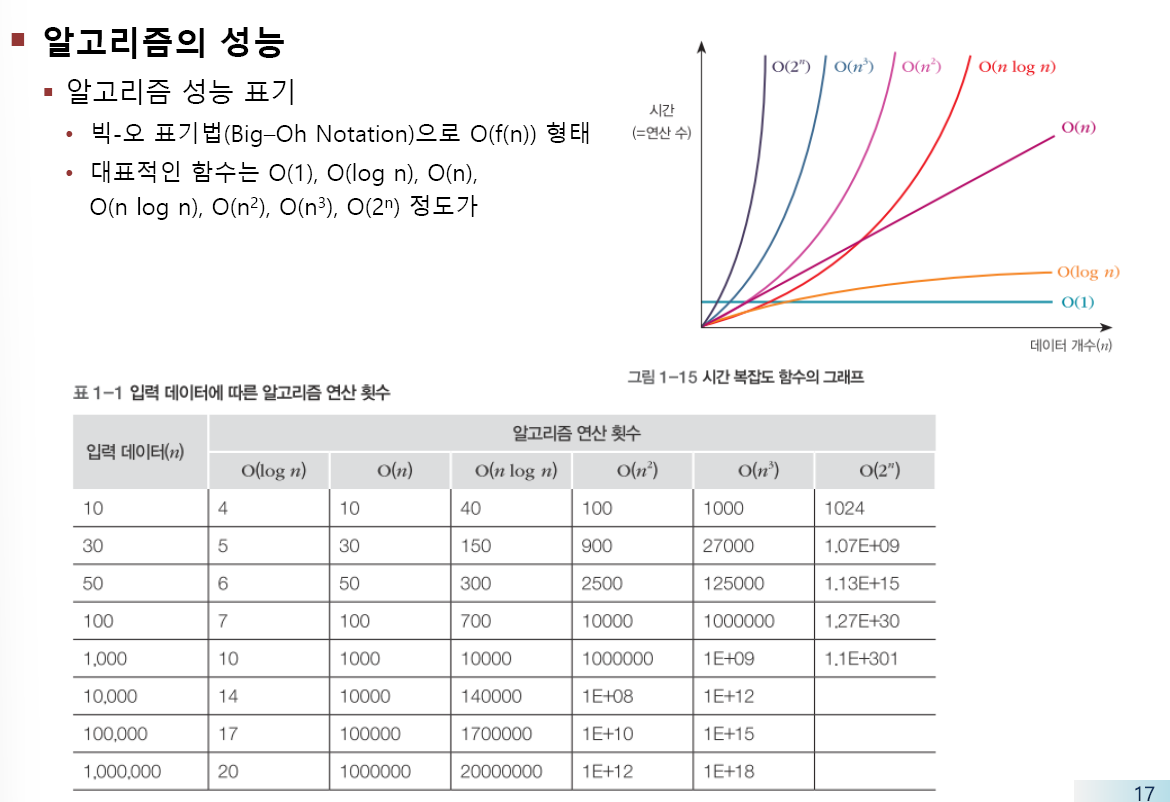 알고리즘의 성능
알고리즘 성능 표기
빅-오 표기법(Big–Oh Notation)으로 O(f(n)) 형태
대표적인 함수는 O(1), O(log n), O(n),
O(n log n), O(n²), O(n³), O(2ⁿ) 정도가
시간
(=연산 수)
O(2ⁿ) O(n³) O(n²) O(n log n)
O(n)
O(log n)
O(1)
데이터 개수(n)
그림 1-15 시간 복잡도 함수의 그래프
표 1-1 입력 데이터에 따른 알고리즘 연산 횟수
입력 데이터(n) 알고리즘 연산 횟수
O(log n) O(n) O(n log n) O(n²) O(n³) O(2ⁿ)
10 4 10 40 100 1000 1024
30 5 30 150 900 27000 1.07E+09
50 6 50 300 2500 125000 1.13E+15
100 7 100 700 10000 1000000 1.27E+30
1,000 10 1000 10000 1000000 1E+09 1.1E+301
10,000 14 10000 140000 1E+08 1E+12
100,000 17 100000 1700000 1E+10 1E+15
1,000,000 20 1000000 20000000 1E+12 1E+18
17